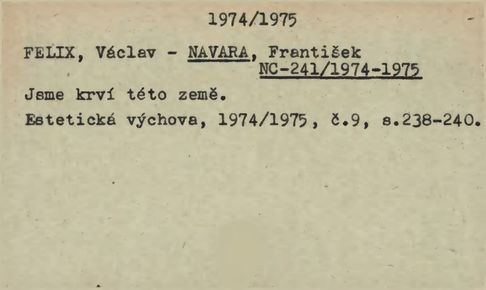 1974/1975
FELIX, Václav - NAVARA, František
NC-241/1974-1975
Jsme krví této země.
Estetická výchova, 1974/1975, č.9, s.238-240.